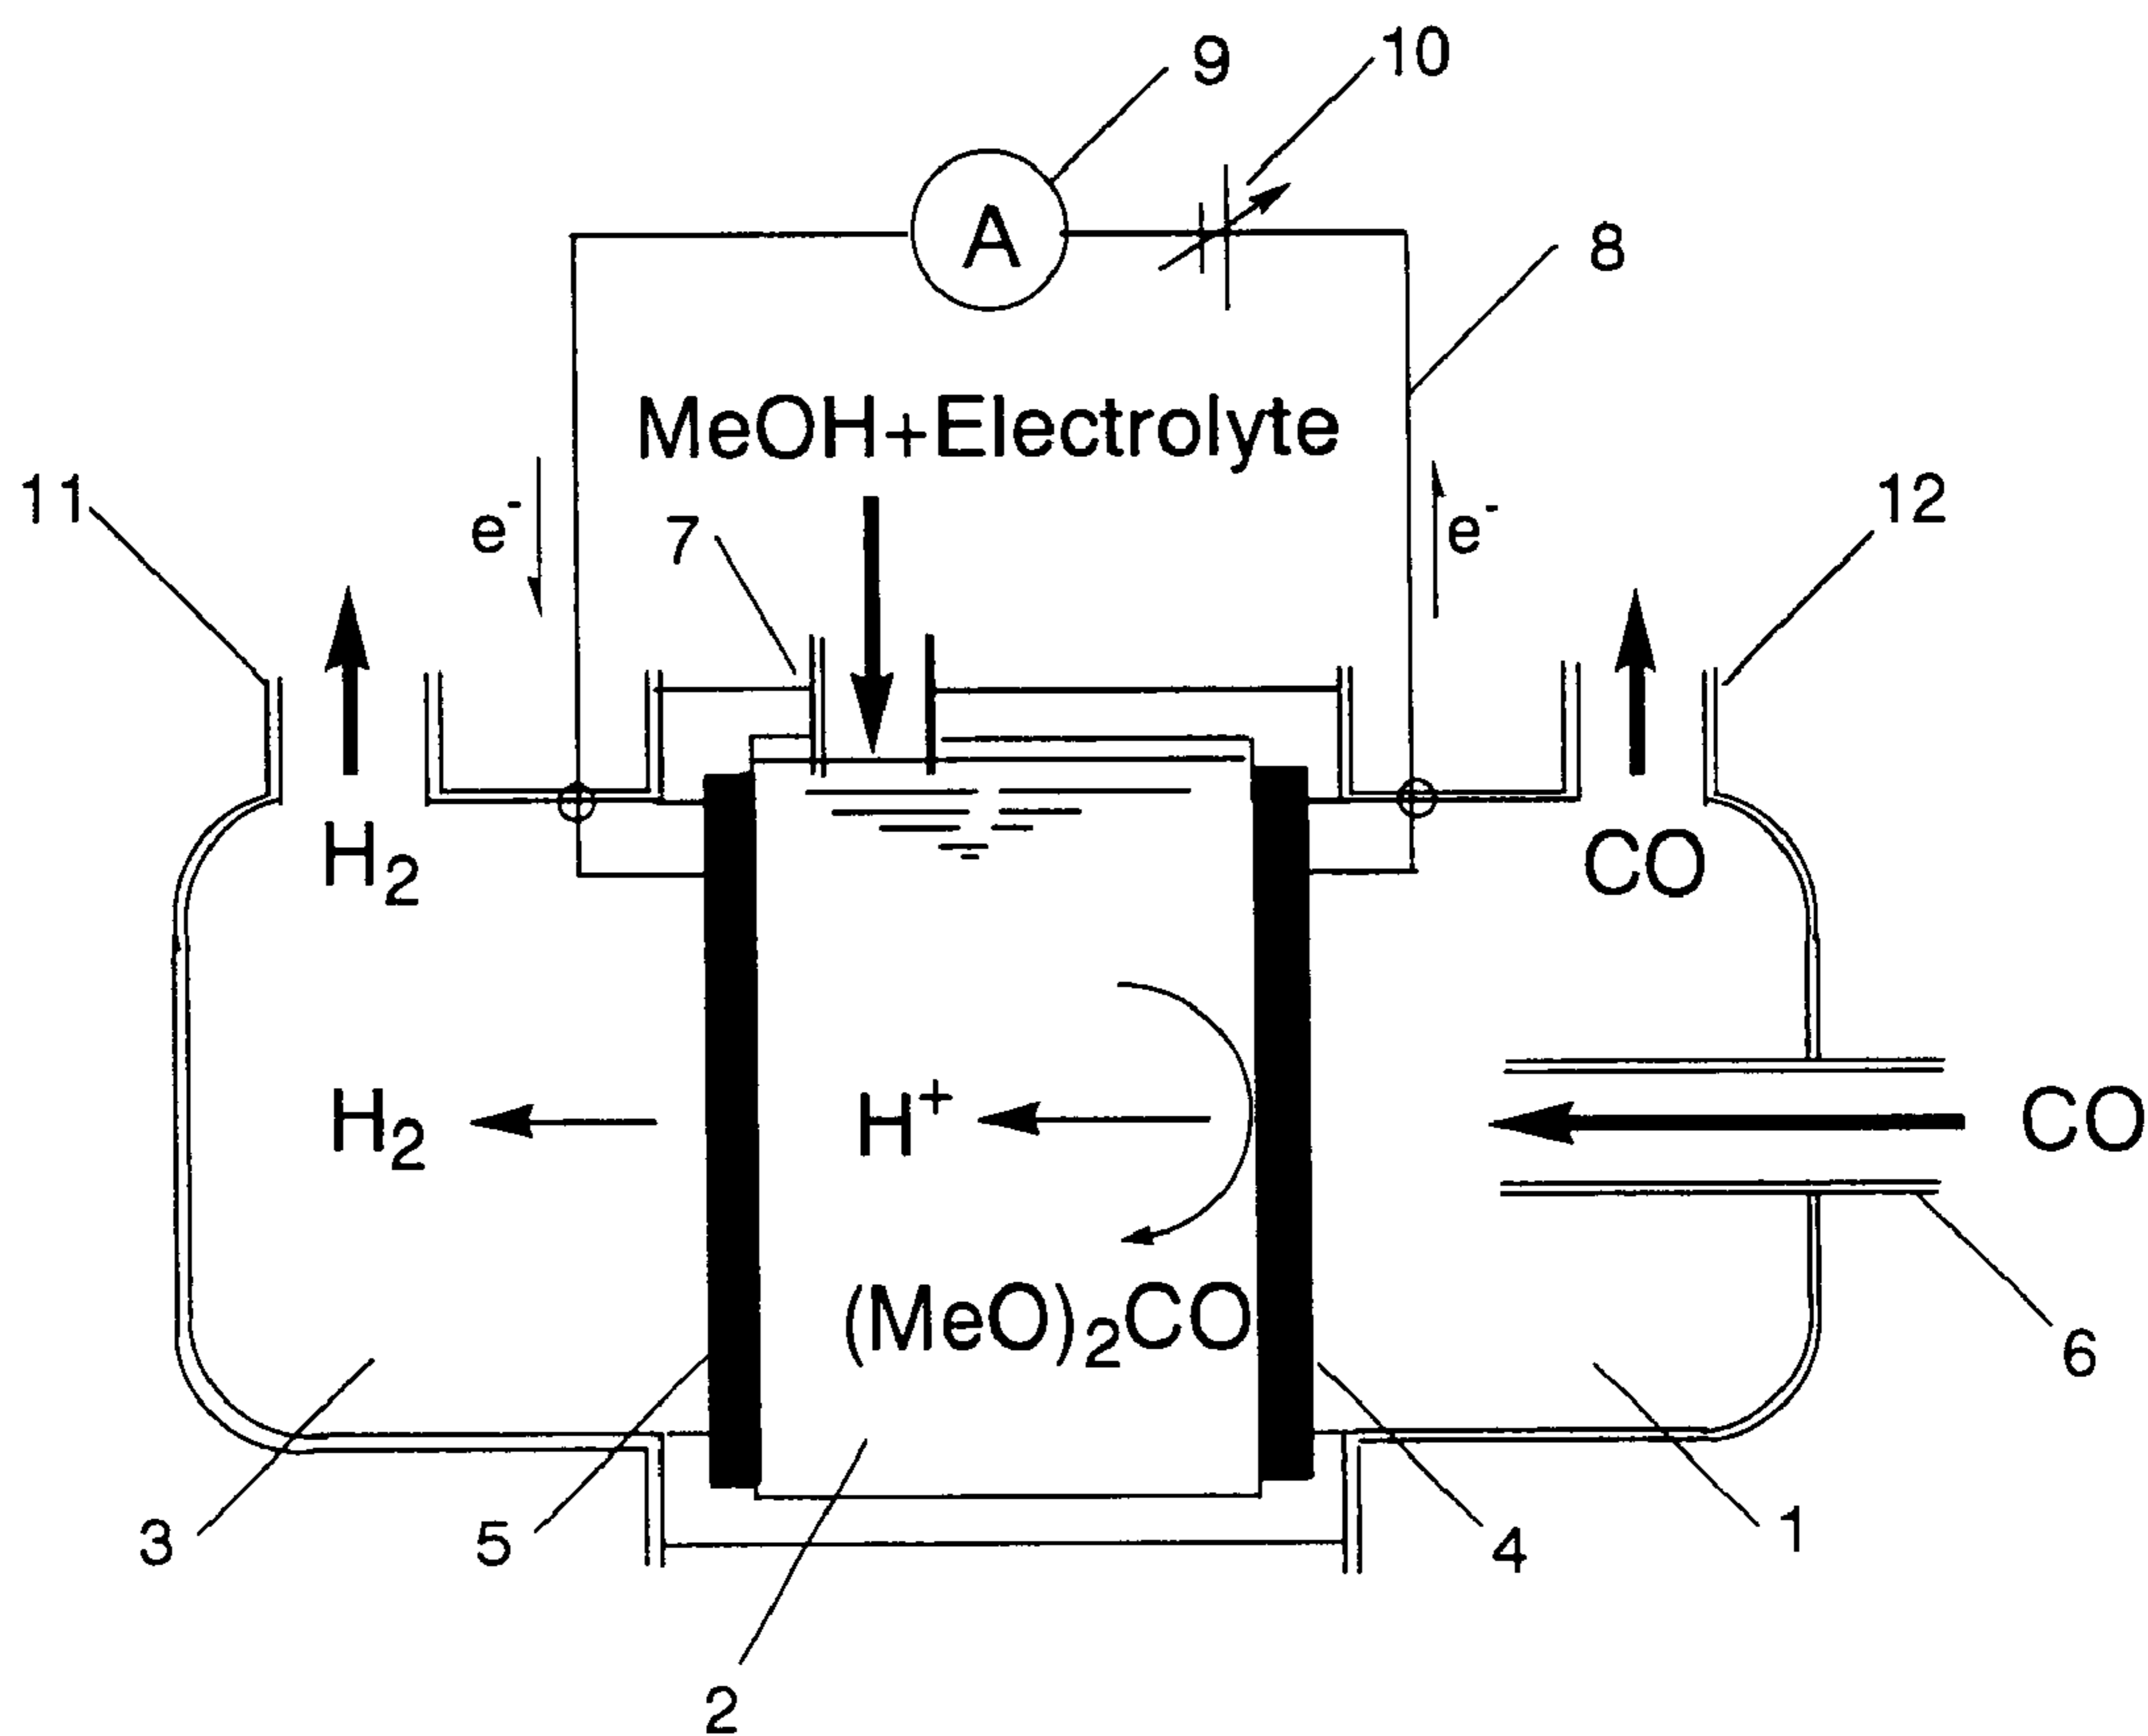 9
10
A
8
MeOH+Electrolyte
11
e⁻
7
e⁻
12
H₂
CO
H₂
H⁺
CO
(MeO)₂CO
6
3
5
4
1
2